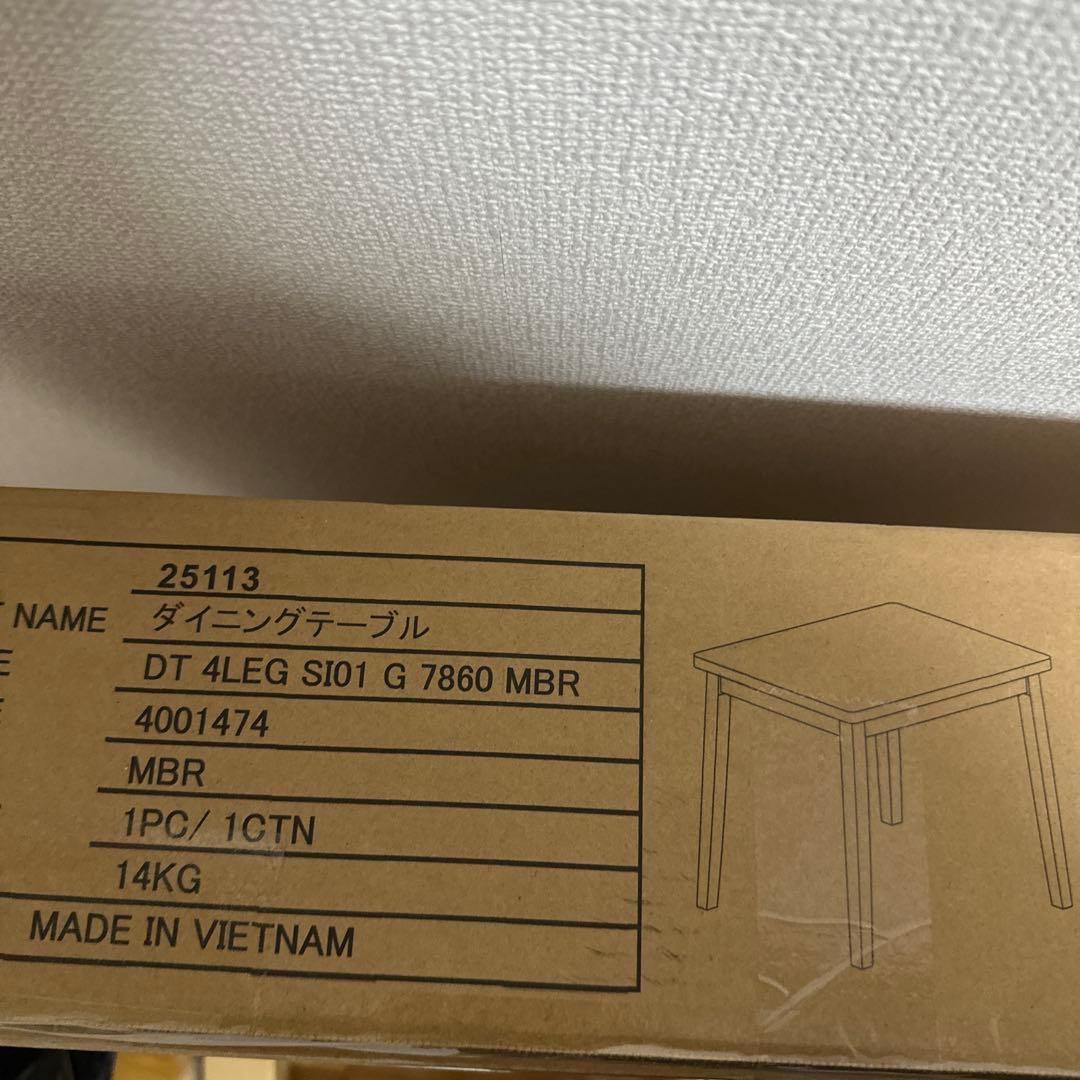 25113
NAME ダイニングテーブル
E DT 4LEG SI01 G 7860 MBR
4001474
MBR
1PC/ 1CTN
14KG
MADE IN VIETNAM